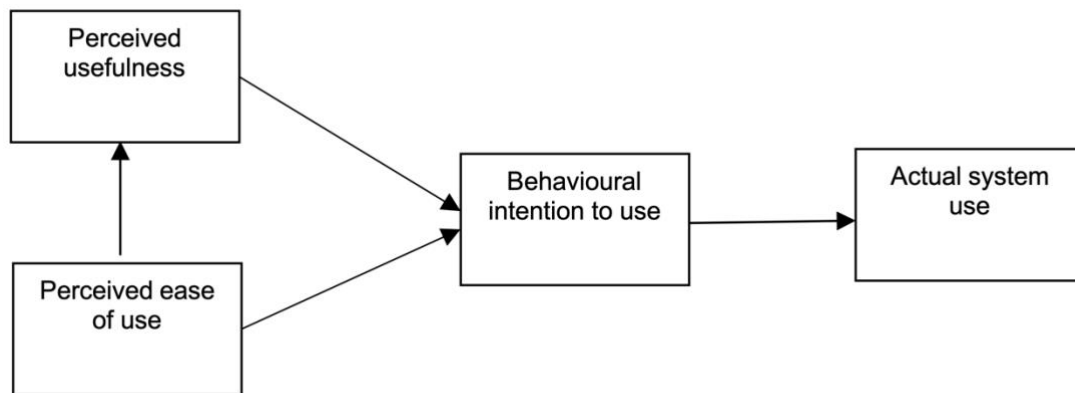 Perceived
usefulness
Perceived ease
of use
Behavioural
intention to use
Actual system
use